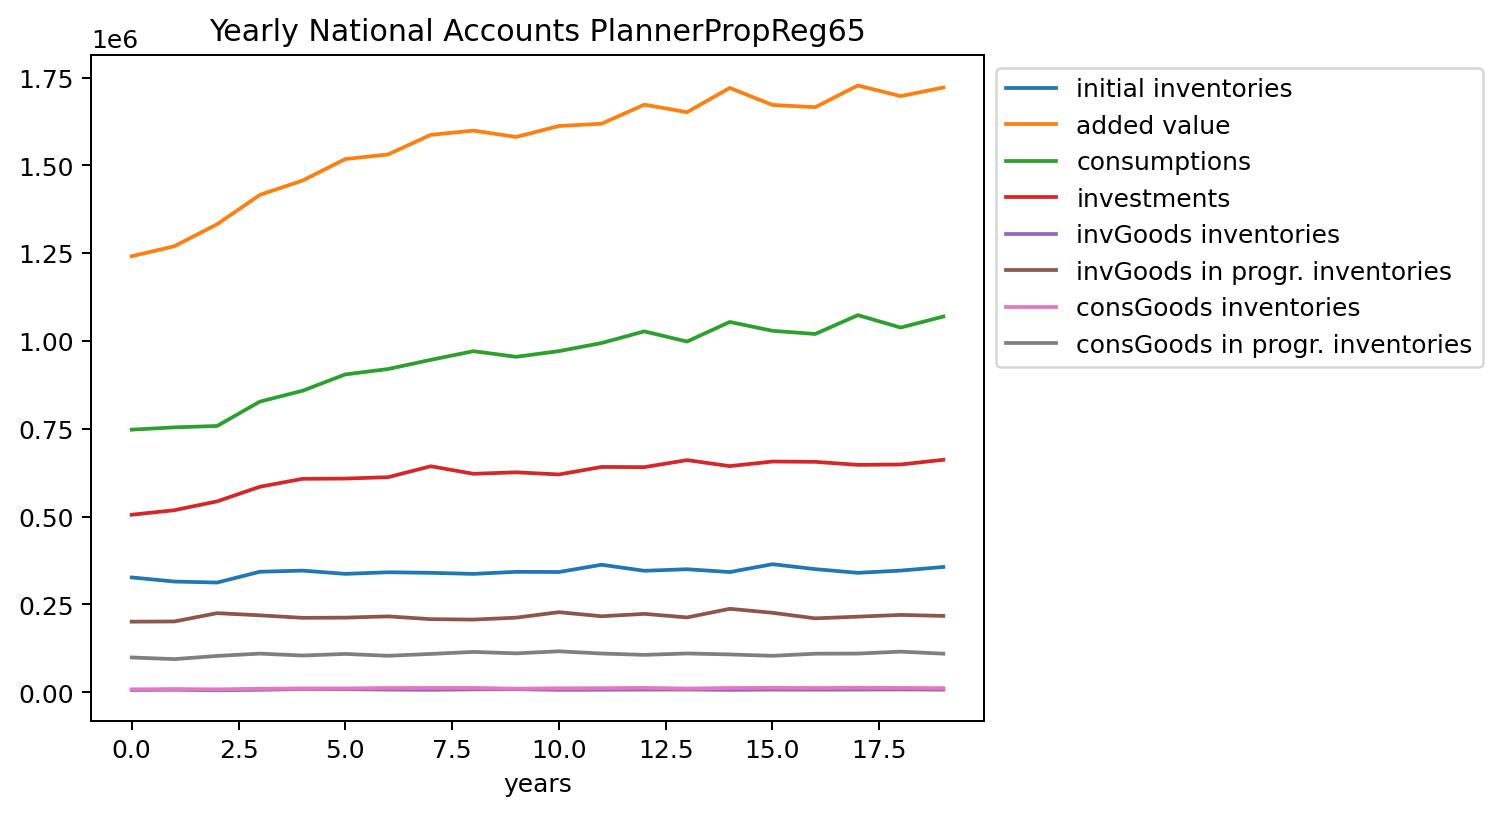 Yearly National Accounts PlannerPropReg65
1e6
1.75
1.50
1.25
1.00
0.75
0.50
0.25
0.00
0.0 2.5 5.0 7.5 10.0 12.5 15.0 17.5
years
initial inventories
added value
consumptions
investments
invGoods inventories
invGoods in progr. inventories
consGoods inventories
consGoods in progr. inventories